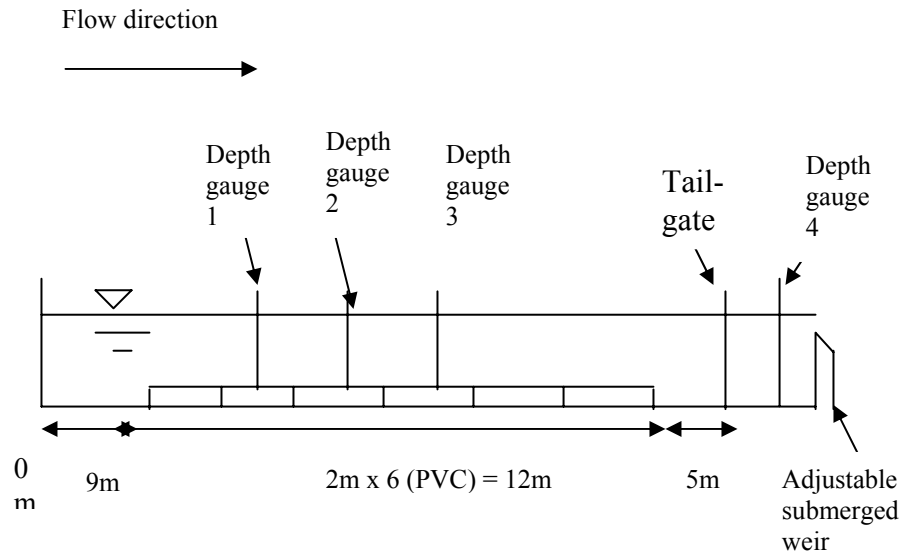 Flow direction
Depth
gauge
1
Depth
gauge
2
Depth
gauge
3
Tail-
gate
Depth
gauge
4
0
m
9m
2m x 6 (PVC) = 12m
5m
Adjustable
submerged
weir